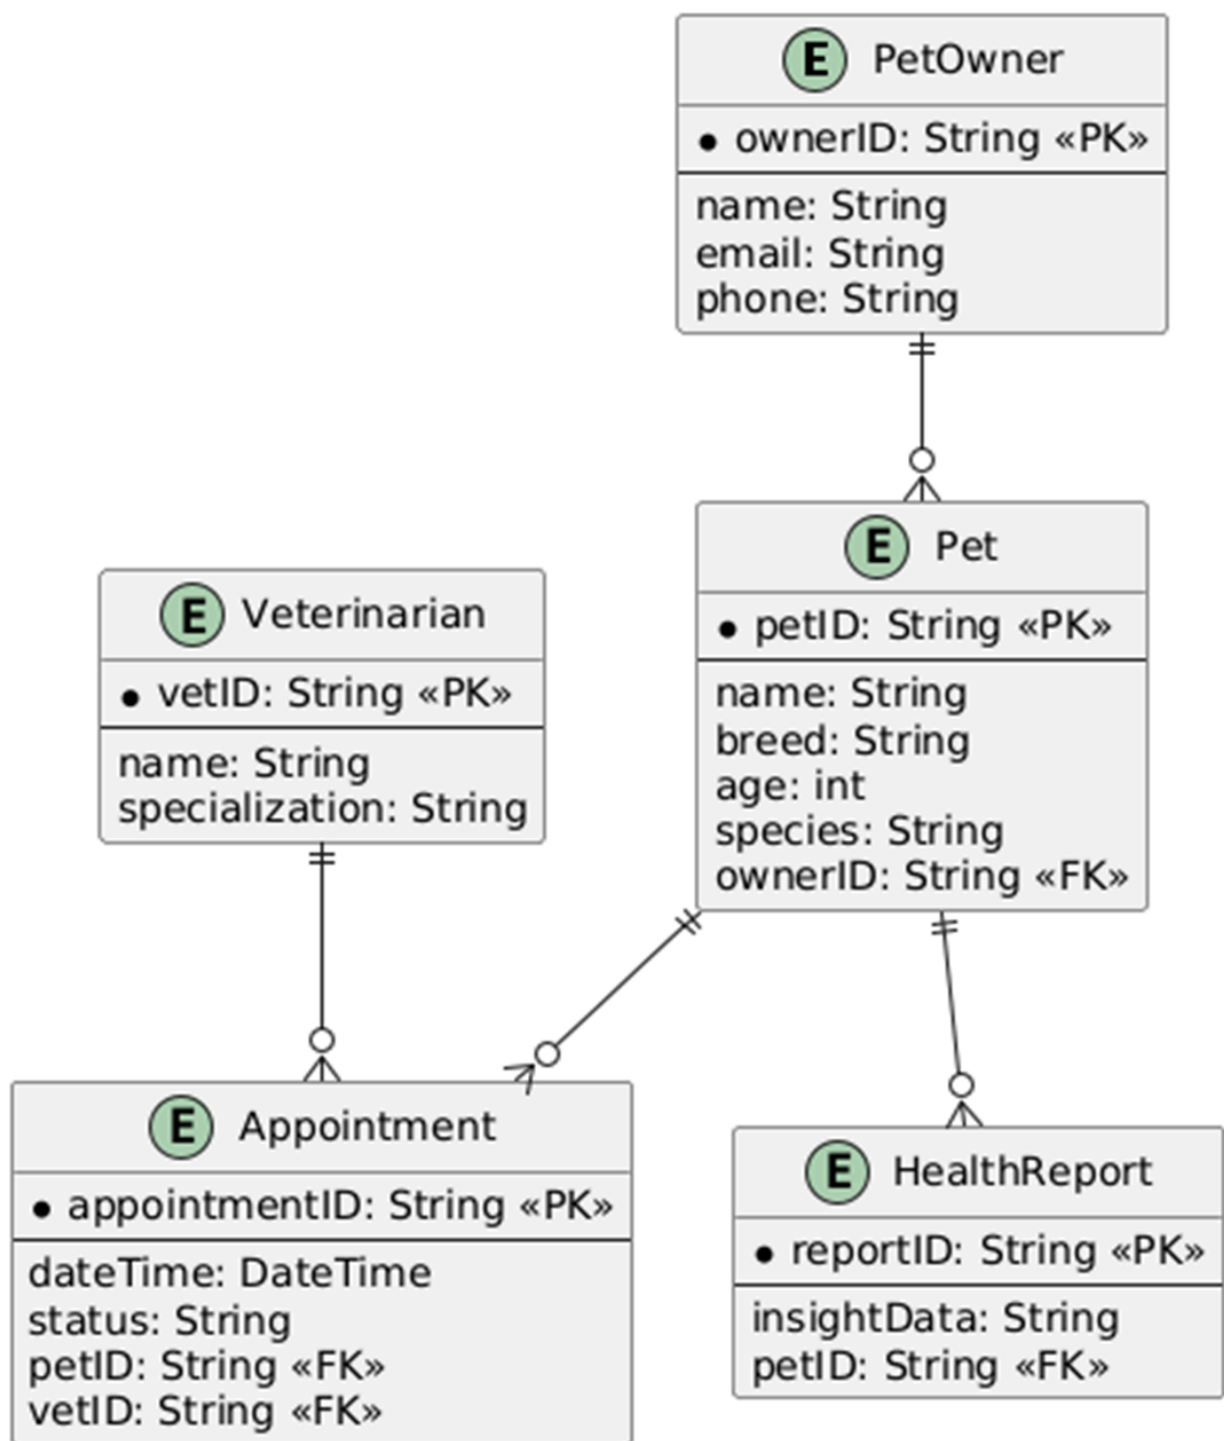 E PetOwner
ownerID: String «PK»
name: String
email: String
phone: String
E Pet
petID: String «PK»
name: String
breed: String
age: int
species: String
ownerID: String «FK»
E Veterinarian
vetID: String «PK»
name: String
specialization: String
E Appointment
appointmentID: String «PK»
dateTime: DateTime
status: String
petID: String «FK»
vetID: String «FK»
E HealthReport
reportID: String «PK»
insightData: String
petID: String «FK»